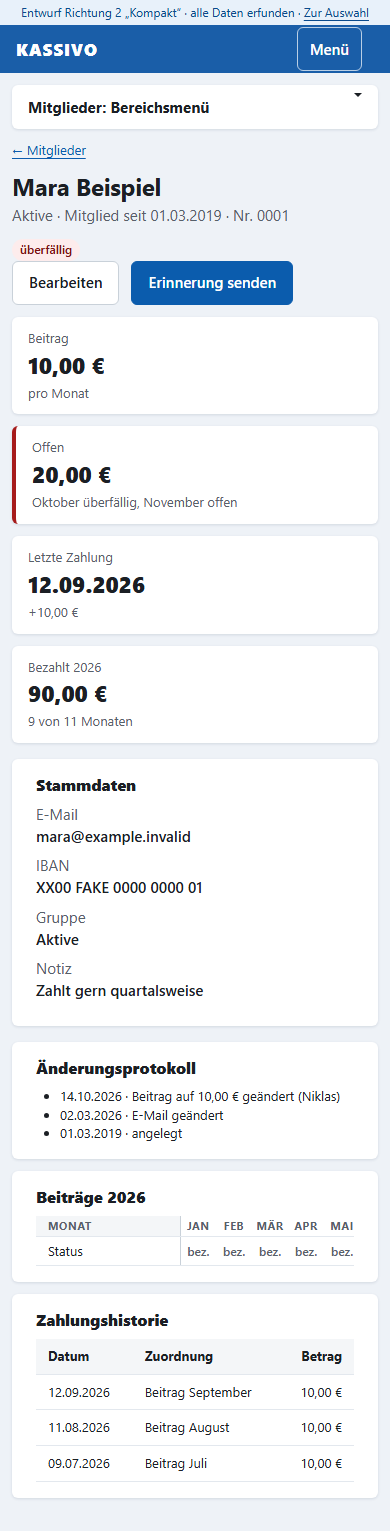 Entwurf Richtung 2 „Kompakt“ · alle Daten erfunden · Zur Auswahl
KASSIVO
Menü
Mitglieder: Bereichsmenü
← Mitglieder
Mara Beispiel
Aktive · Mitglied seit 01.03.2019 · Nr. 0001
überfällig
Bearbeiten
Erinnerung senden
Beitrag
10,00 €
pro Monat
Offen
20,00 €
Oktober überfällig, November offen
Letzte Zahlung
12.09.2026
+10,00 €
Bezahlt 2026
90,00 €
9 von 11 Monaten
Stammdaten
E-Mail
mara@example.invalid
IBAN
XX00 FAKE 0000 0000 01
Gruppe
Aktive
Notiz
Zahlt gern quartalsweise
Änderungsprotokoll
• 14.10.2026 · Beitrag auf 10,00 € geändert (Niklas)
• 02.03.2026 · E-Mail geändert
• 01.03.2019 · angelegt
Beiträge 2026
MONAT JAN FEB MÄR APR MAI
Status bez. bez. bez. bez. bez.
Zahlungshistorie
Datum Zuordnung Betrag
12.09.2026 Beitrag September 10,00 €
11.08.2026 Beitrag August 10,00 €
09.07.2026 Beitrag Juli 10,00 €